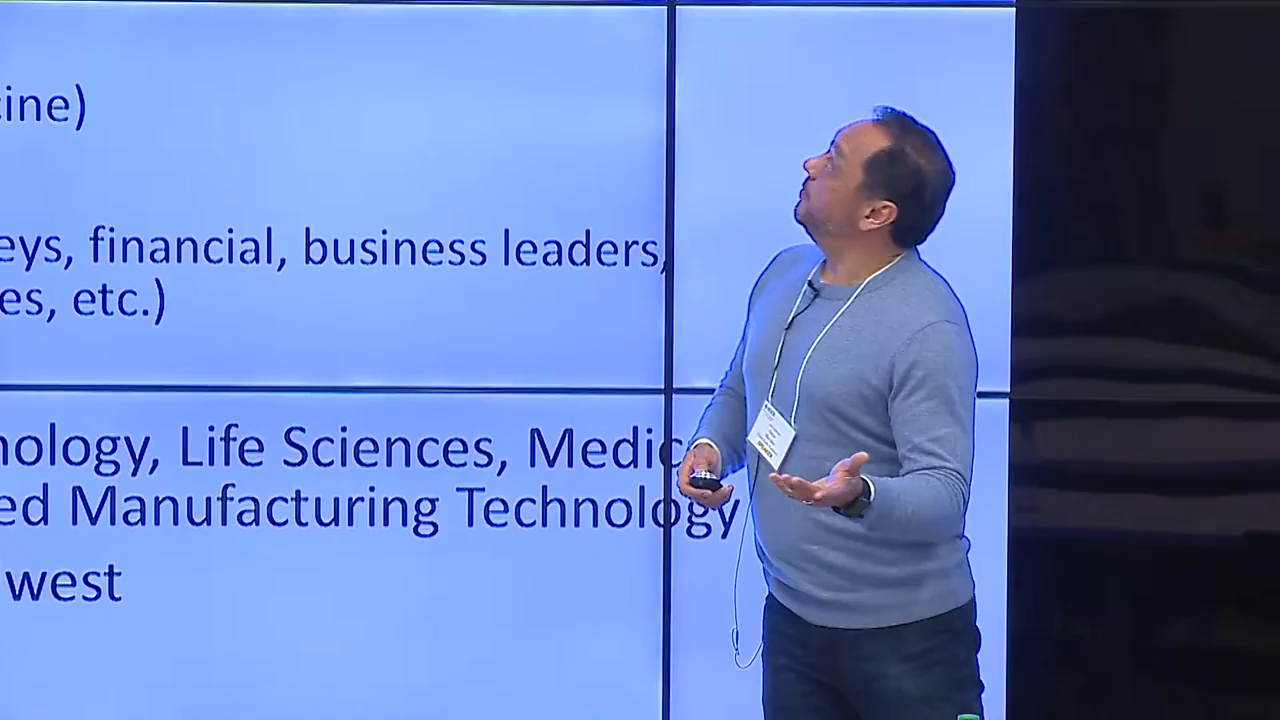 cine)
eys, financial, business leaders,
es, etc.)
nology, Life Sciences, Medic
ed Manufacturing Technology
west